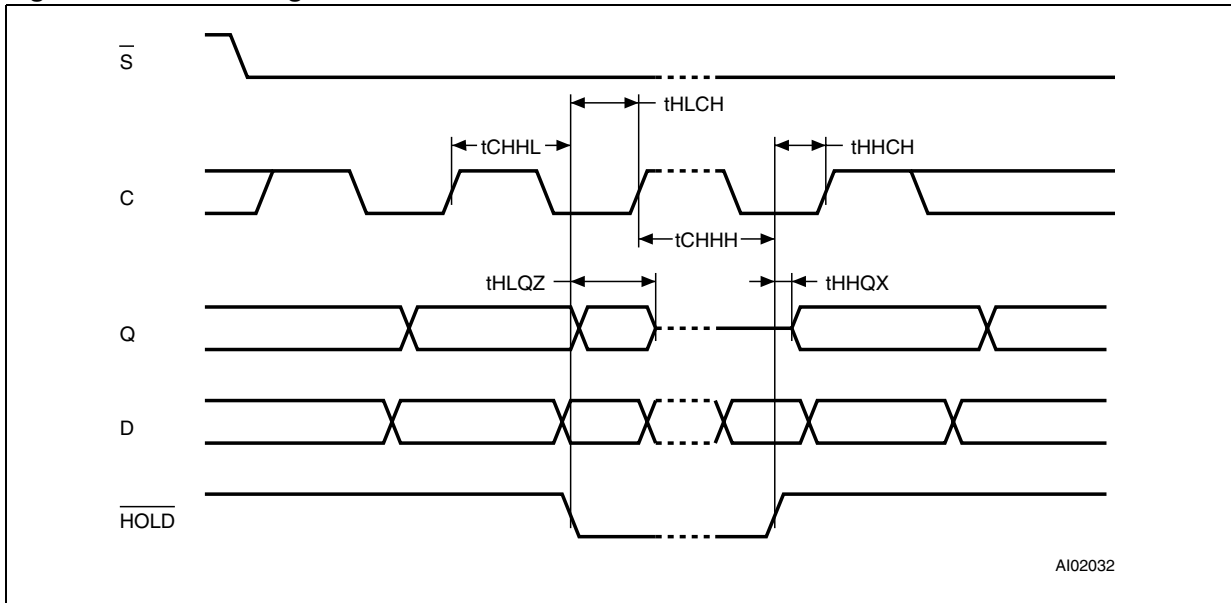 S
tHLCH
tCHHL
tHHCH
C
tCHHH
tHLQZ
tHHQX
Q
D
HOLD
AI02032